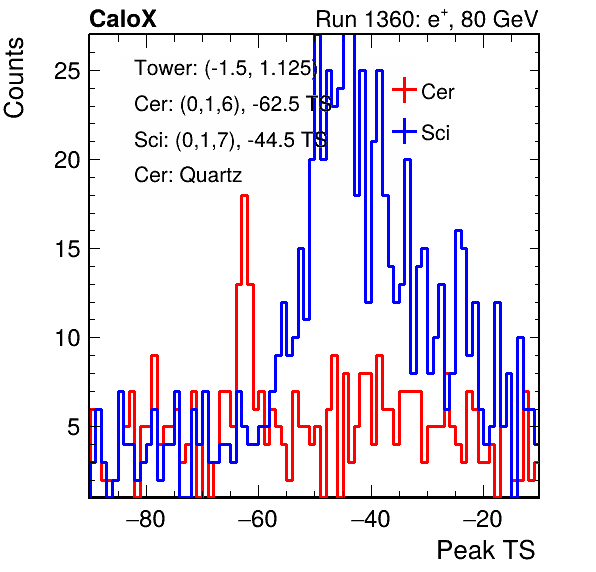 CaloX Run 1360: e+, 80 GeV
Counts
Tower: (-1.5, 1.125)
Cer: (0,1,6), -62.5 TS
Sci: (0,1,7), -44.5 TS
Cer: Quartz
Cer
Sci
25
20
15
10
5
−80 −60 −40 −20
Peak TS